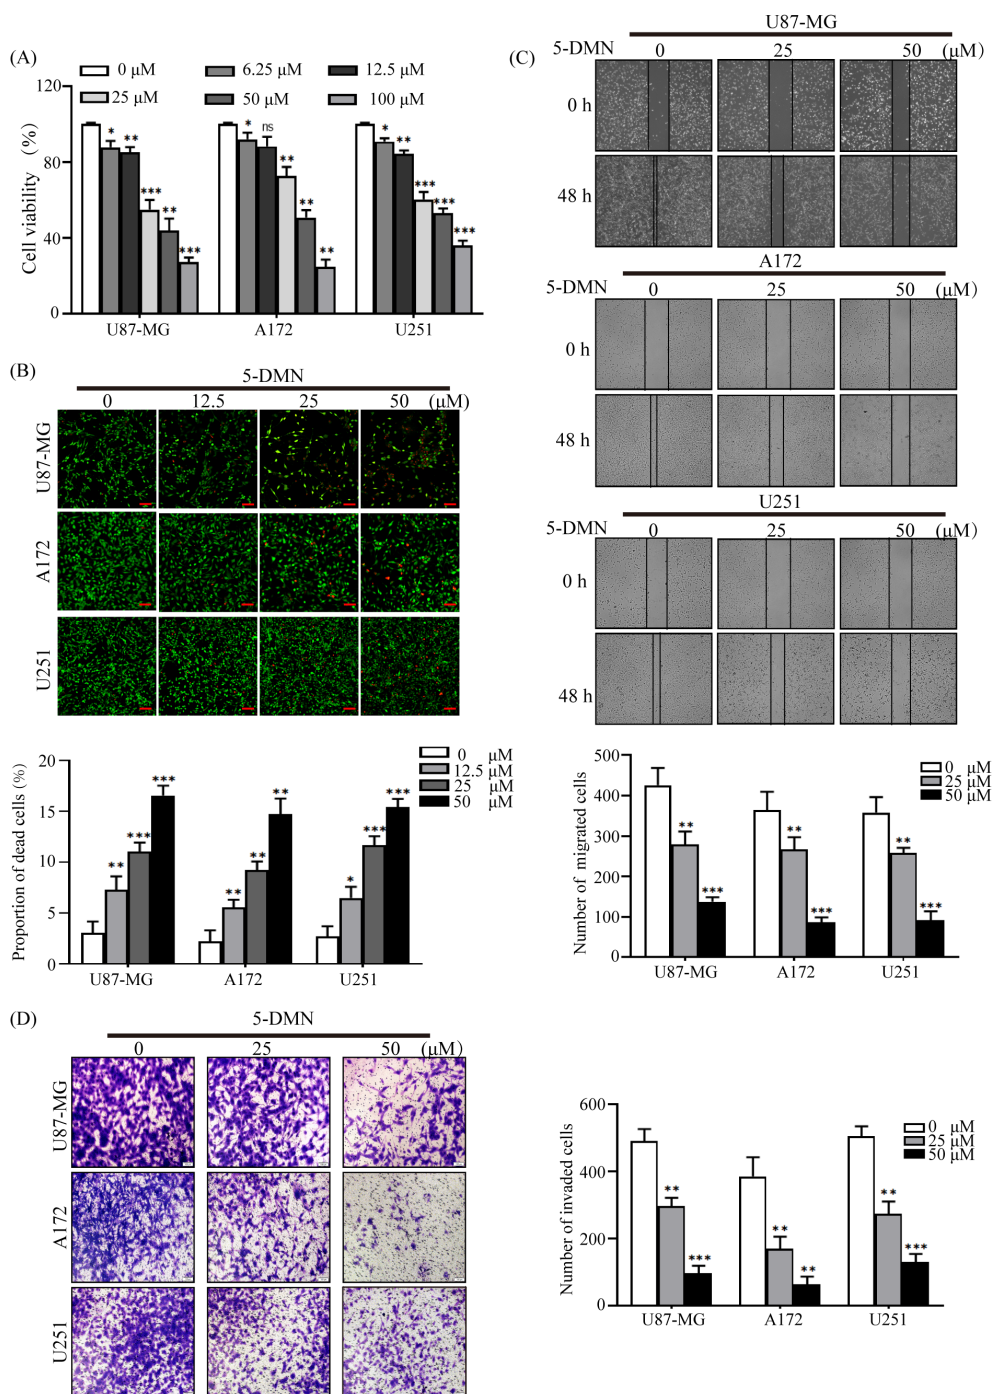 (A)
0 μM
6.25 μM
12.5 μM
25 μM
50 μM
100 μM
Cell viability (%)
120
80
40
0
* ** *** ** ***
* ns ** ** **
* ** *** *** ***
U87-MG
A172
U251
(B)
5-DMN
0 12.5 25 50 (μM)
U87-MG
A172
U251
Proportion of dead cells (%)
20
15
10
5
0
0 μM
12.5 μM
25 μM
50 μM
** *** ***
** ** **
* *** ***
U87-MG
A172
U251
(C)
U87-MG
5-DMN 0 25 50 (μM)
0 h
48 h
A172
5-DMN 0 25 50 (μM)
0 h
48 h
U251
5-DMN 0 25 50 (μM)
0 h
48 h
Number of migrated cells
500
400
300
200
100
0
0 μM
25 μM
50 μM
** ***
** ***
** ***
U87-MG
A172
U251
(D)
5-DMN
0 25 50 (μM)
U87-MG
A172
U251
Number of invaded cells
600
400
200
0
0 μM
25 μM
50 μM
** ***
** **
** ***
U87-MG
A172
U251